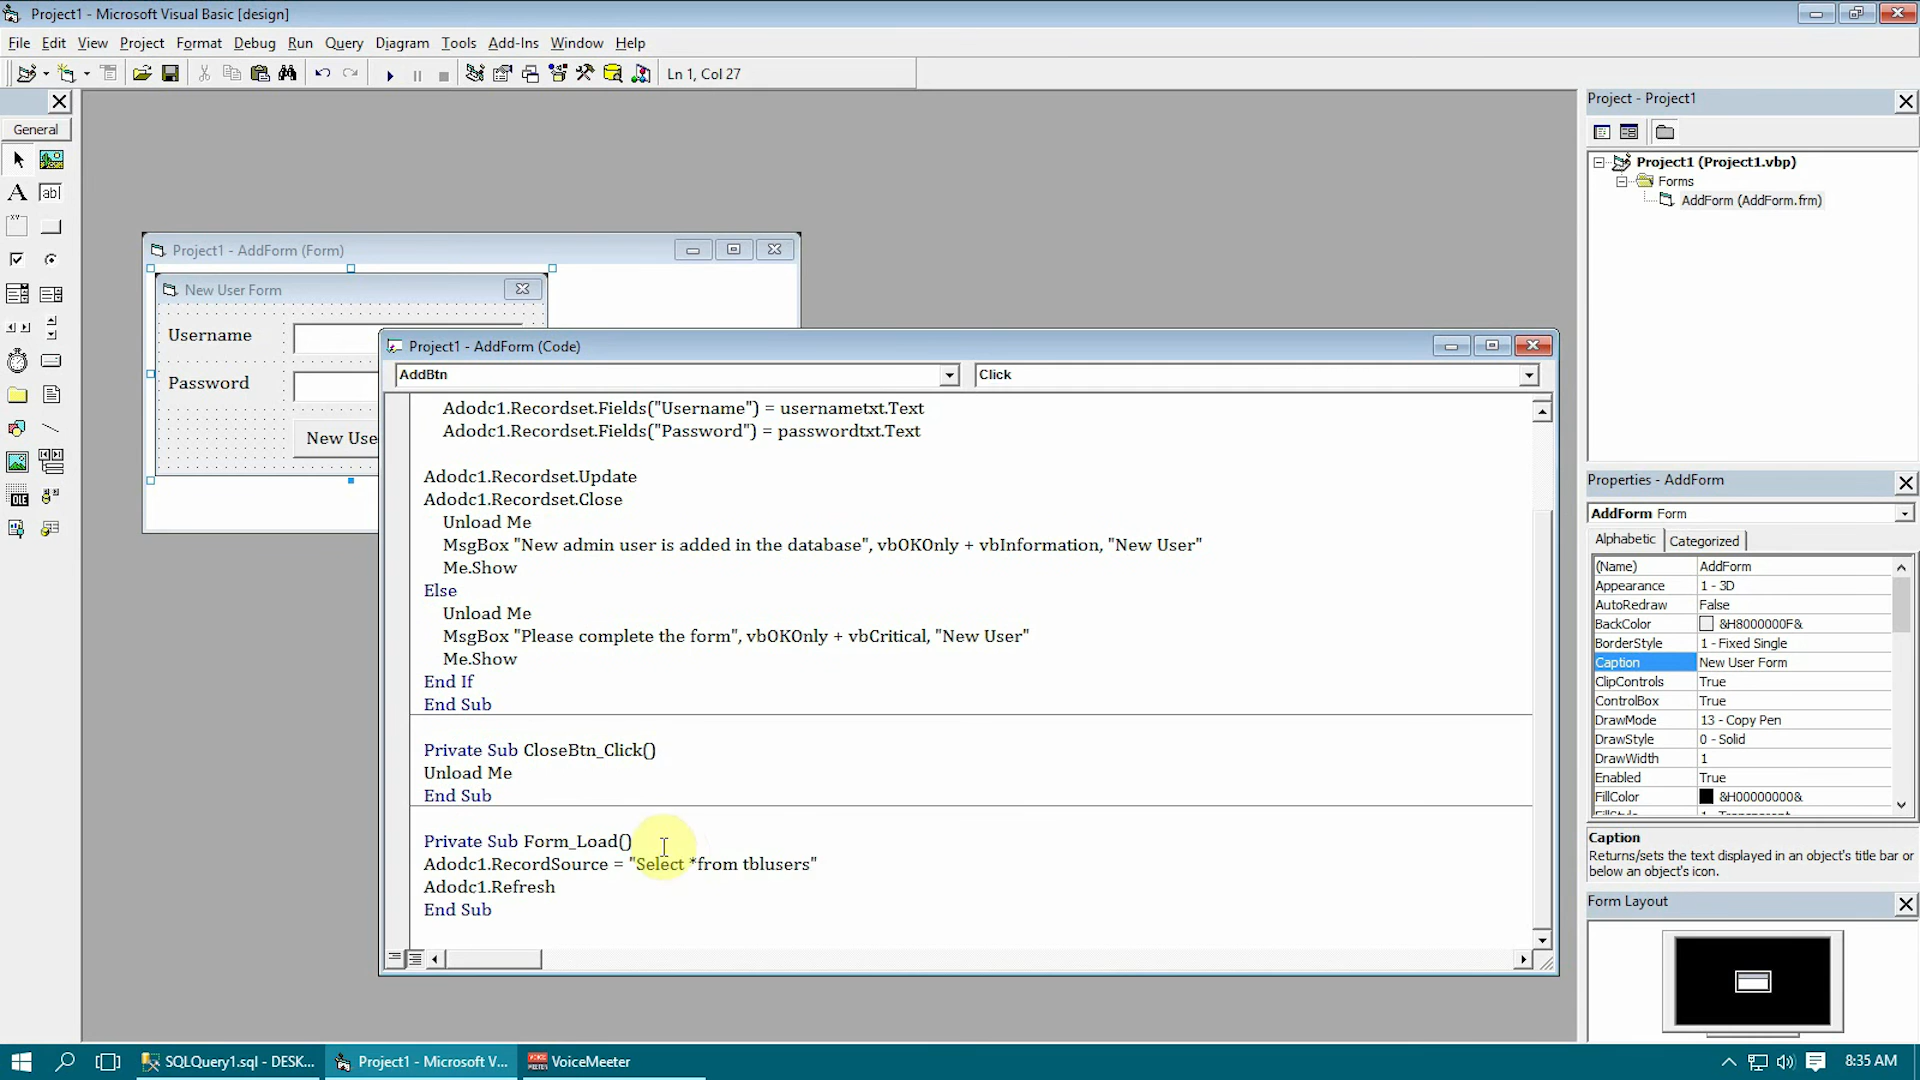 Project1 - Microsoft Visual Basic [design]
File Edit View Project Format Debug Run Query Diagram Tools Add-Ins Window Help
Ln 1, Col 27
General
A
ab
XY
OLE
Project1 - AddForm (Form)
New User Form
Username
Password
New Use
Project1 - AddForm (Code)
AddBtn
Click
Adodc1.Recordset.Fields("Username") = usernametxt.Text
Adodc1.Recordset.Fields("Password") = passwordtxt.Text
Adodc1.Recordset.Update
Adodc1.Recordset.Close
Unload Me
MsgBox "New admin user is added in the database", vbOKOnly + vbInformation, "New User"
Me.Show
Else
Unload Me
MsgBox "Please complete the form", vbOKOnly + vbCritical, "New User"
Me.Show
End If
End Sub
Private Sub CloseBtn_Click()
Unload Me
End Sub
Private Sub Form_Load()
Adodc1.RecordSource = "Select *from tblusers"
Adodc1.Refresh
End Sub
Project - Project1
Project1 (Project1.vbp)
Forms
AddForm (AddForm.frm)
Properties - AddForm
AddForm Form
Alphabetic Categorized
(Name) AddForm
Appearance 1 - 3D
AutoRedraw False
BackColor &H8000000F&
BorderStyle 1 - Fixed Single
Caption New User Form
ClipControls True
ControlBox True
DrawMode 13 - Copy Pen
DrawStyle 0 - Solid
DrawWidth 1
Enabled True
FillColor &H00000000&
Caption
Returns/sets the text displayed in an object's title bar or
below an object's icon.
Form Layout
SQLQuery1.sql - DESK...
Project1 - Microsoft V...
VoiceMeeter
8:35 AM